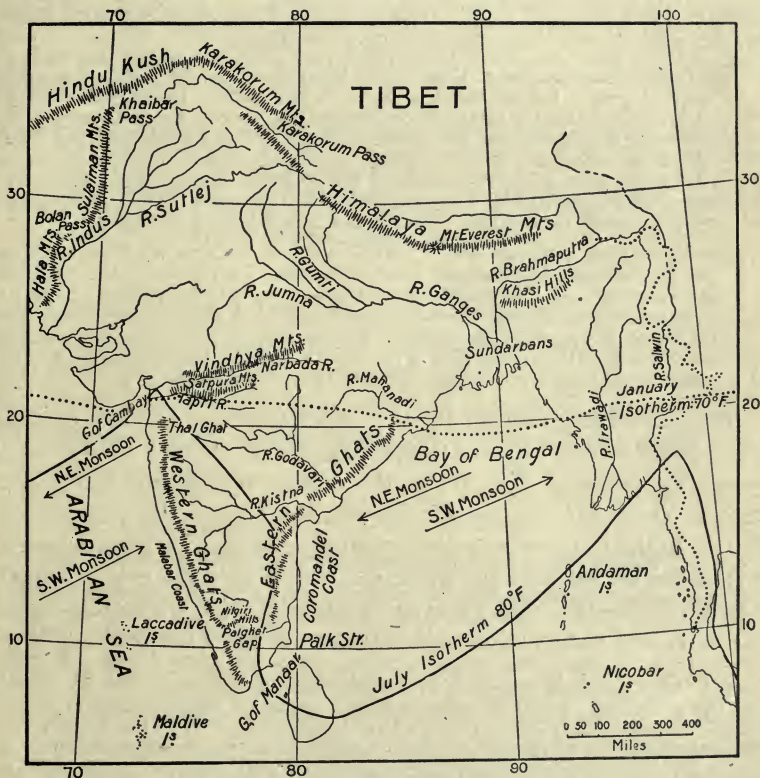 70
80
90
100
Hindu Kush
Karakorum Mts.
TIBET
Khaibar
Pass
Karakorum Pass
Sulaiman Mts.
30
30
Himalaya
Mt Everest
Mts
Bolan
Pass
R. Indus
R. Sutlej
Hala Mts.
R. Gumti
R. Brahmaputra
Khasi Hills
R. Jumna
R. Ganges
Sundarbans
R. Salwin
Vindhya Mts.
Narbada R.
Satpura Mts.
Tapti R.
R. Mahanadi
January
Isotherm 70°F.
20
20
G. of Cambay
Thal Ghat
R. Irawadi
R. Godavari
Eastern Ghats
Bay of Bengal
N.E. Monsoon
N.E. Monsoon
S.W. Monsoon
R. Kistna
Western Ghats
ARABIAN SEA
S.W. Monsoon
Malabar Coast
Coromandel
Coast
Andaman
Is
July Isotherm 80°F
Nilgiri
Hills
Palghat
Gap
Laccadive
Is
10
10
Palk Str.
G. of Manaar
Nicobar
Is
Maldive
Is
0 50 100 200 300 400
Miles
70
80
90